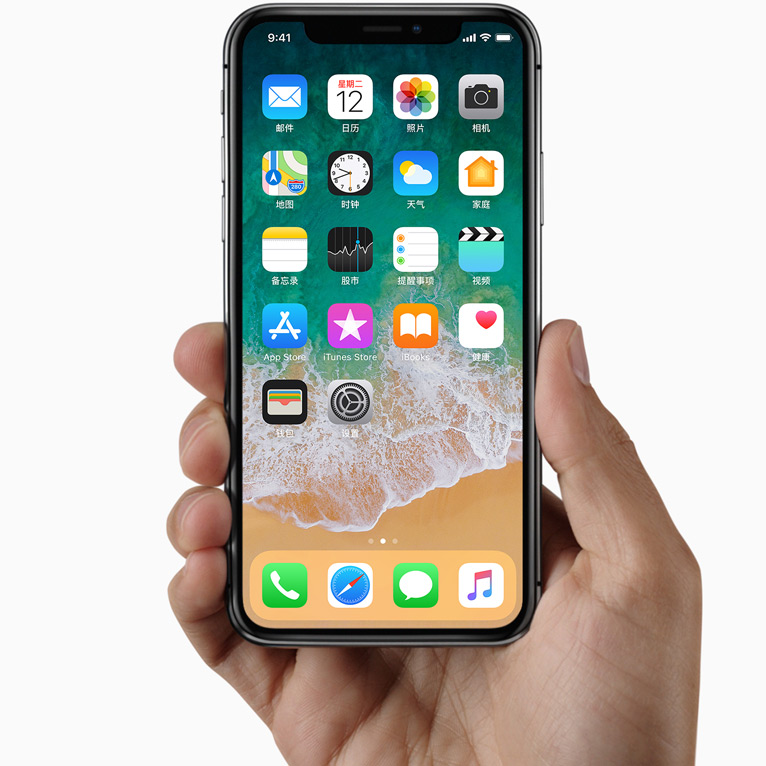 9:41
星期二
12
邮件
日历
照片
相机
280
地图
时钟
天气
家庭
备忘录
股市
提醒事项
视频
App Store
iTunes Store
iBooks
健康
钱包
设置